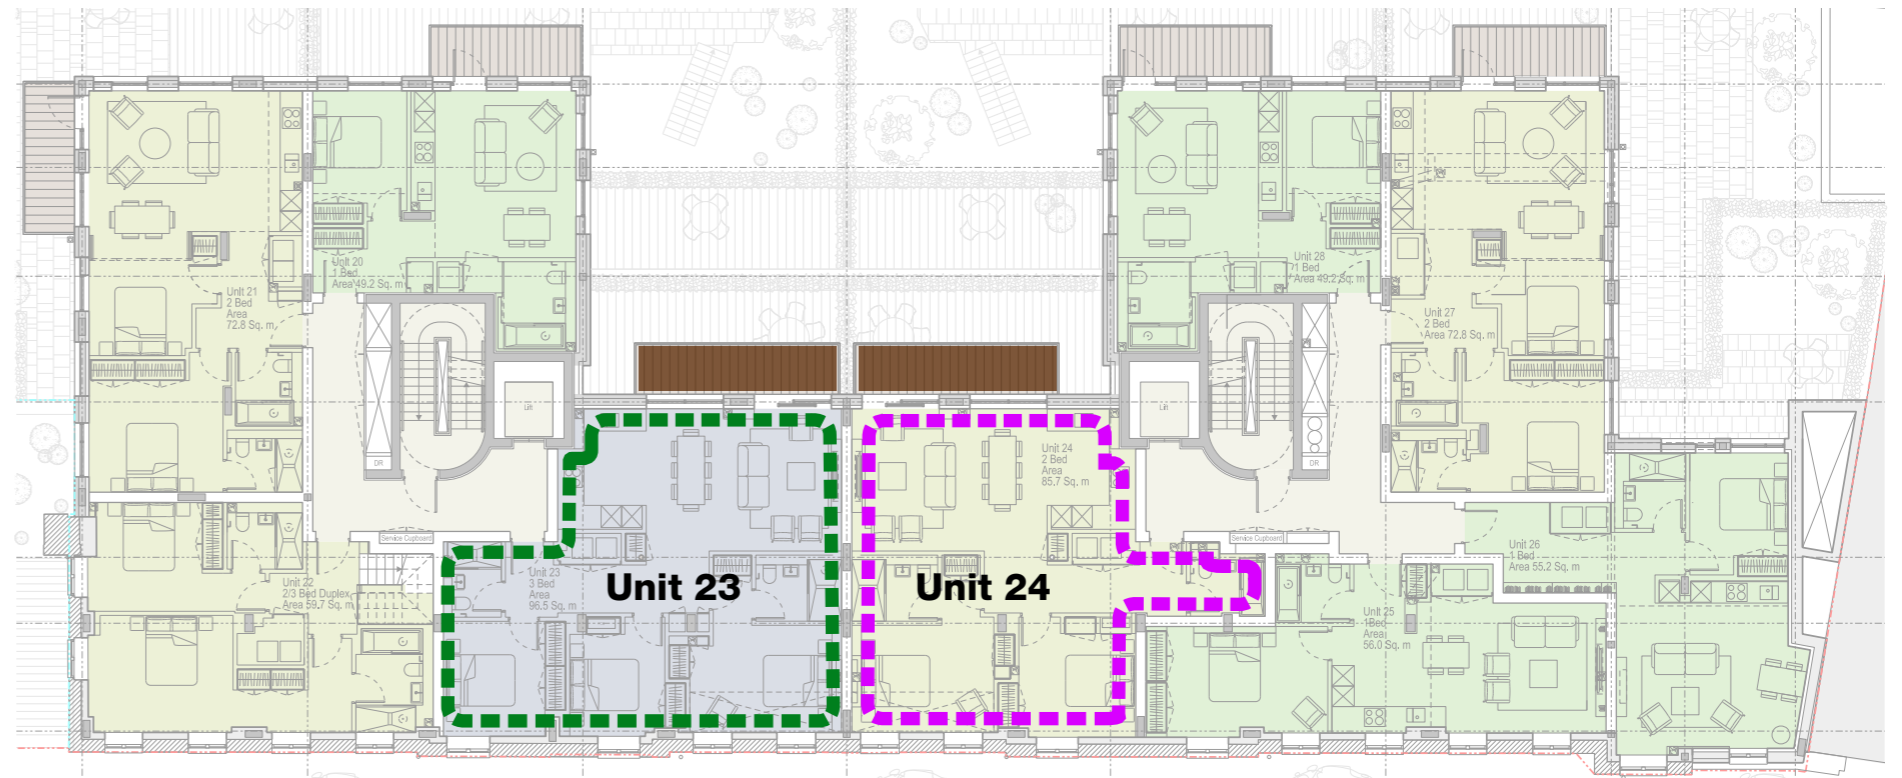 Unit 20
1 Bed
Area 49.2 Sq. m
Unit 28
1 Bed
Area 49.2 Sq. m
Unit 21
2 Bed
Area
72.8 Sq. m
Unit 27
2 Bed
Area 72.8 Sq. m
Lift
Lift
DR
DR
Unit 24
2 Bed
Area
85.7 Sq. m
Service Cupboard
Service Cupboard
Unit 22
2/3 Bed Duplex
Area 59.7 Sq. m
Unit 23
3 Bed
Area
96.5 Sq. m
Unit 23
Unit 24
Unit 26
1 Bed
Area 55.2 Sq. m
Unit 25
1 Bed
Area
56.0 Sq. m